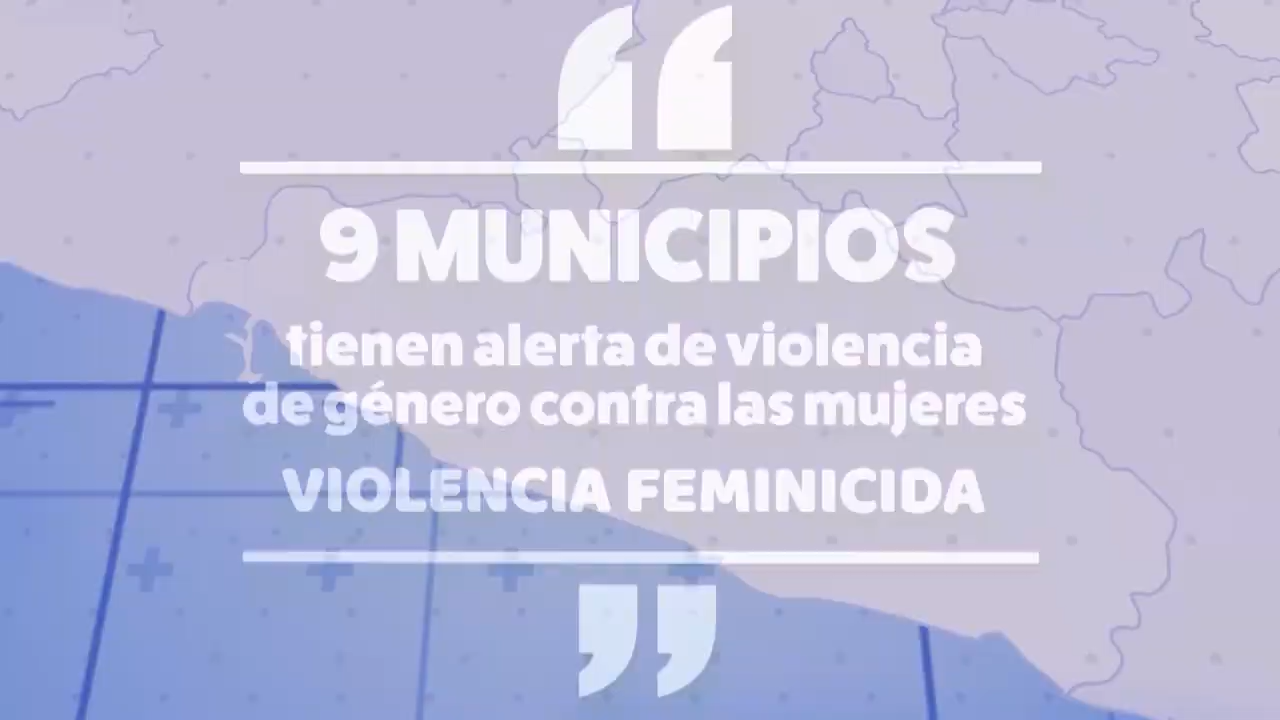 “
9 MUNICIPIOS
tienen alerta de violencia
de género contra las mujeres
VIOLENCIA FEMINICIDA
”